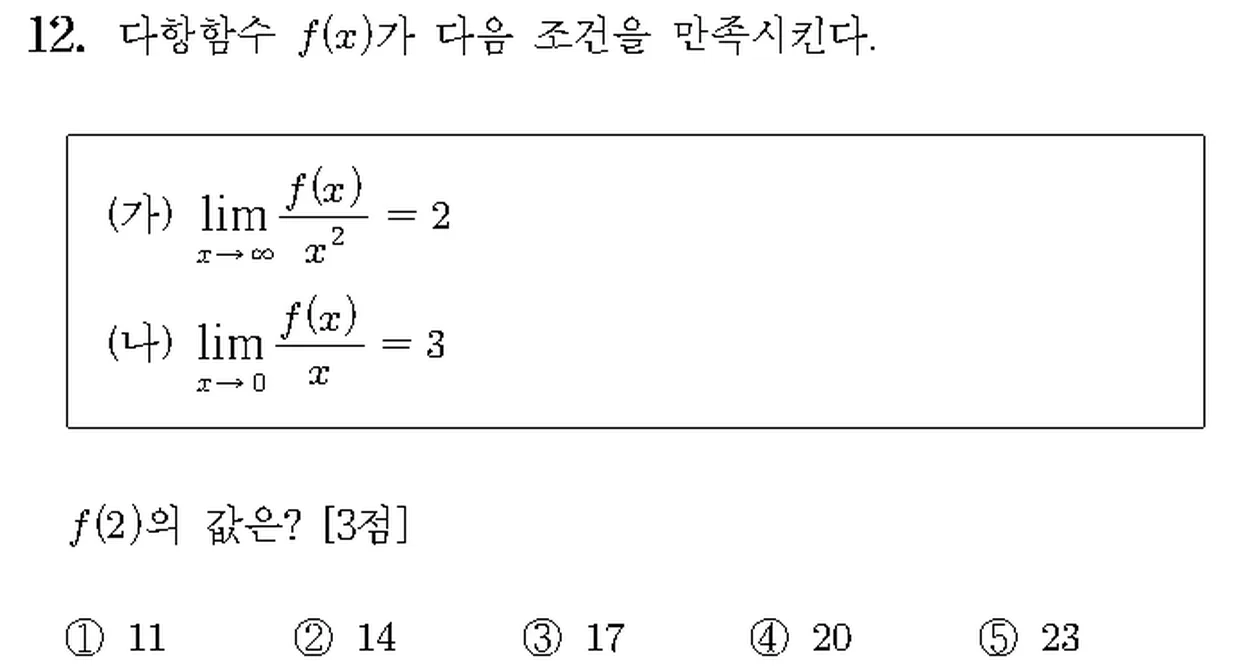 12. 다항함수 f(x)가 다음 조건을 만족시킨다.
(가) lim_{x→∞} f(x)/x² = 2
(나) lim_{x→0} f(x)/x = 3
f(2)의 값은? [3점]
① 11 ② 14 ③ 17 ④ 20 ⑤ 23